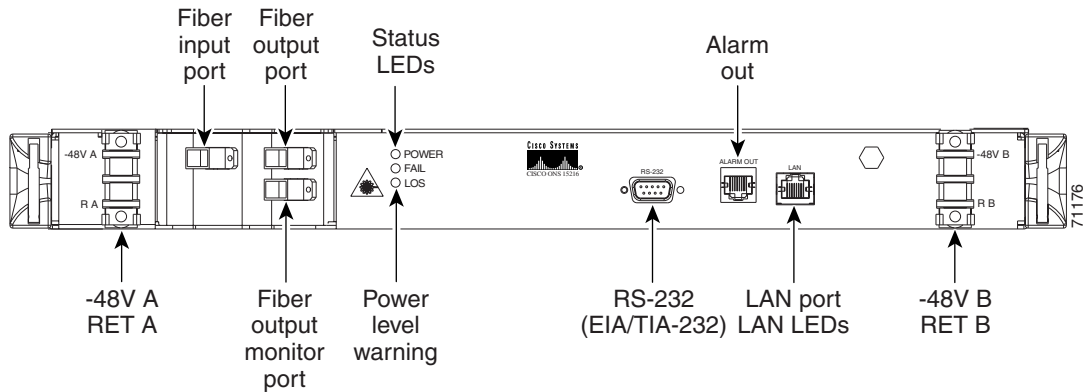 Fiber
input
port
Fiber
output
port
Status
LEDs
Alarm
out
-48V A
R A
POWER
FAIL
LOS
CISCO SYSTEMS
CISCO ONS 15216
RS-232
ALARM OUT
LAN
-48V B
R B
71176
-48V A
RET A
Fiber
output
monitor
port
Power
level
warning
RS-232
(EIA/TIA-232)
LAN port
LAN LEDs
-48V B
RET B